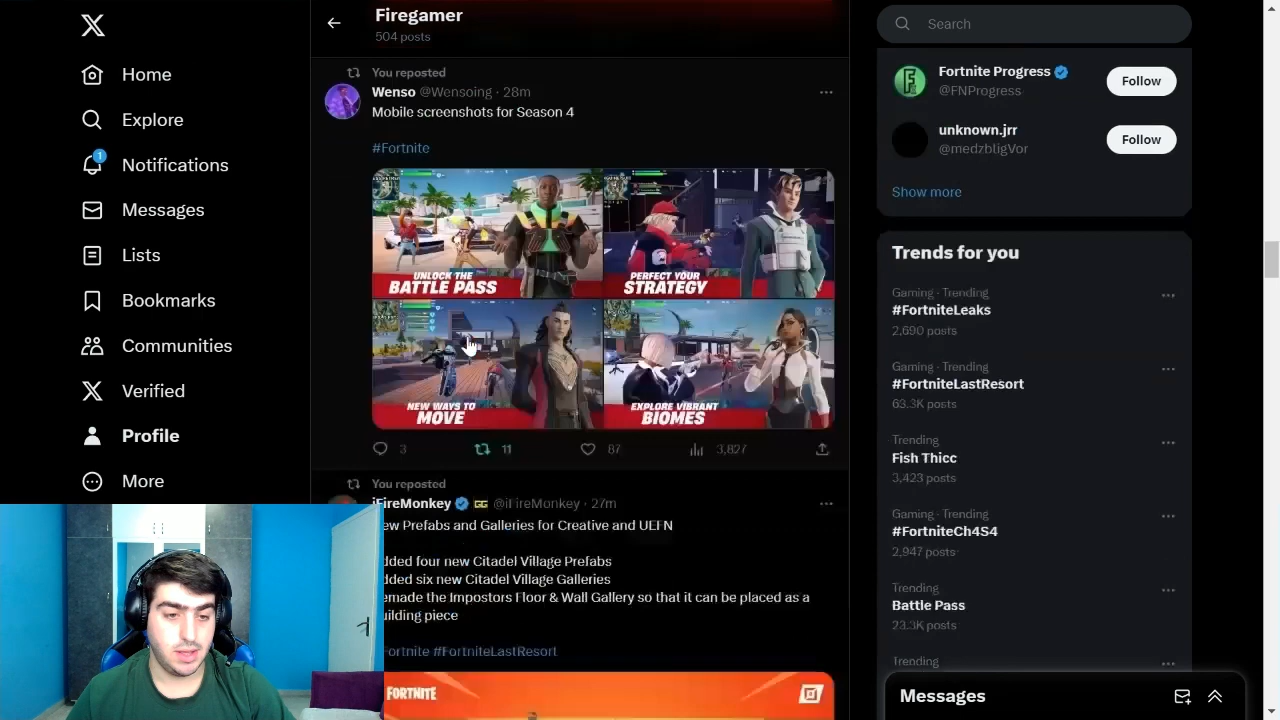 Firegamer
504 posts
Home
Explore
1
Notifications
Messages
Lists
Bookmarks
Communities
Verified
Profile
More
You reposted
Wenso @Wensoing · 28m
Mobile screenshots for Season 4
#Fortnite
UNLOCK THE
BATTLE PASS
PERFECT YOUR
STRATEGY
NEW WAYS TO
MOVE
EXPLORE VIBRANT
BIOMES
3
11
87
3,827
You reposted
iFireMonkey GG @iFireMonkey · 27m
ew Prefabs and Galleries for Creative and UEFN
dded four new Citadel Village Prefabs
dded six new Citadel Village Galleries
emade the Impostors Floor & Wall Gallery so that it can be placed as a
uilding piece
Fortnite #FortniteLastResort
FORTNITE
Search
Fortnite Progress
@FNProgress
Follow
unknown.jrr
@medzbligVor
Follow
Show more
Trends for you
Gaming · Trending
#FortniteLeaks
2,690 posts
Gaming · Trending
#FortniteLastResort
63.3K posts
Trending
Fish Thicc
3,423 posts
Gaming · Trending
#FortniteCh4S4
2,947 posts
Trending
Battle Pass
23.3K posts
Trending
Messages